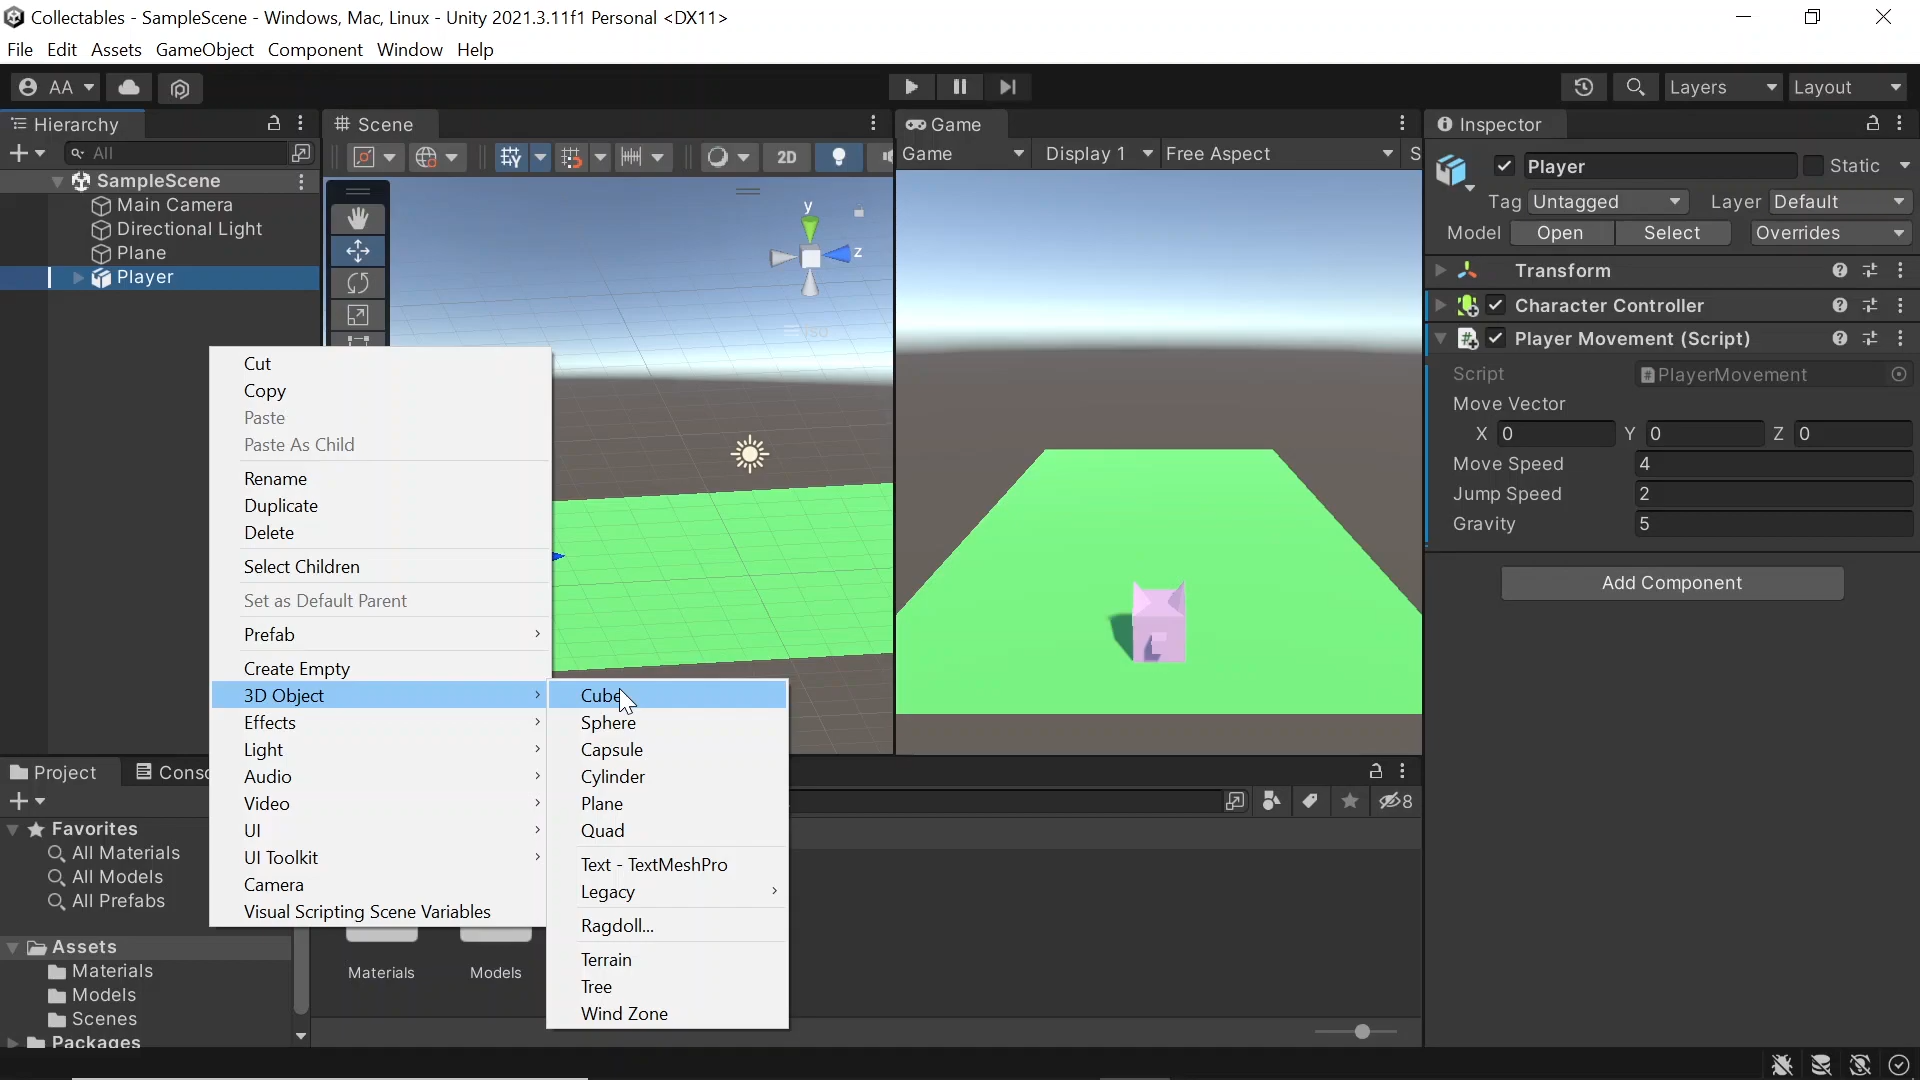 Collectables - SampleScene - Windows, Mac, Linux - Unity 2021.3.11f1 Personal <DX11>
File Edit Assets GameObject Component Window Help
AA Layers Layout
Hierarchy
All
SampleScene
Main Camera
Directional Light
Plane
Player
Scene
2D
y
z
Game
Game Display 1 Free Aspect S
Inspector
Player Static
Tag Untagged Layer Default
Model Open Select Overrides
Transform
Character Controller
Player Movement (Script)
Script PlayerMovement
Move Vector
X 0 Y 0 Z 0
Move Speed 4
Jump Speed 2
Gravity 5
Add Component
Cut
Copy
Paste
Paste As Child
Rename
Duplicate
Delete
Select Children
Set as Default Parent
Prefab
Create Empty
3D Object
Effects
Light
Audio
Video
UI
UI Toolkit
Camera
Visual Scripting Scene Variables
Cube
Sphere
Capsule
Cylinder
Plane
Quad
Text - TextMeshPro
Legacy
Ragdoll...
Terrain
Tree
Wind Zone
Project Conso
8
Favorites
All Materials
All Models
All Prefabs
Assets
Materials
Models
Scenes
Packages
Materials Models